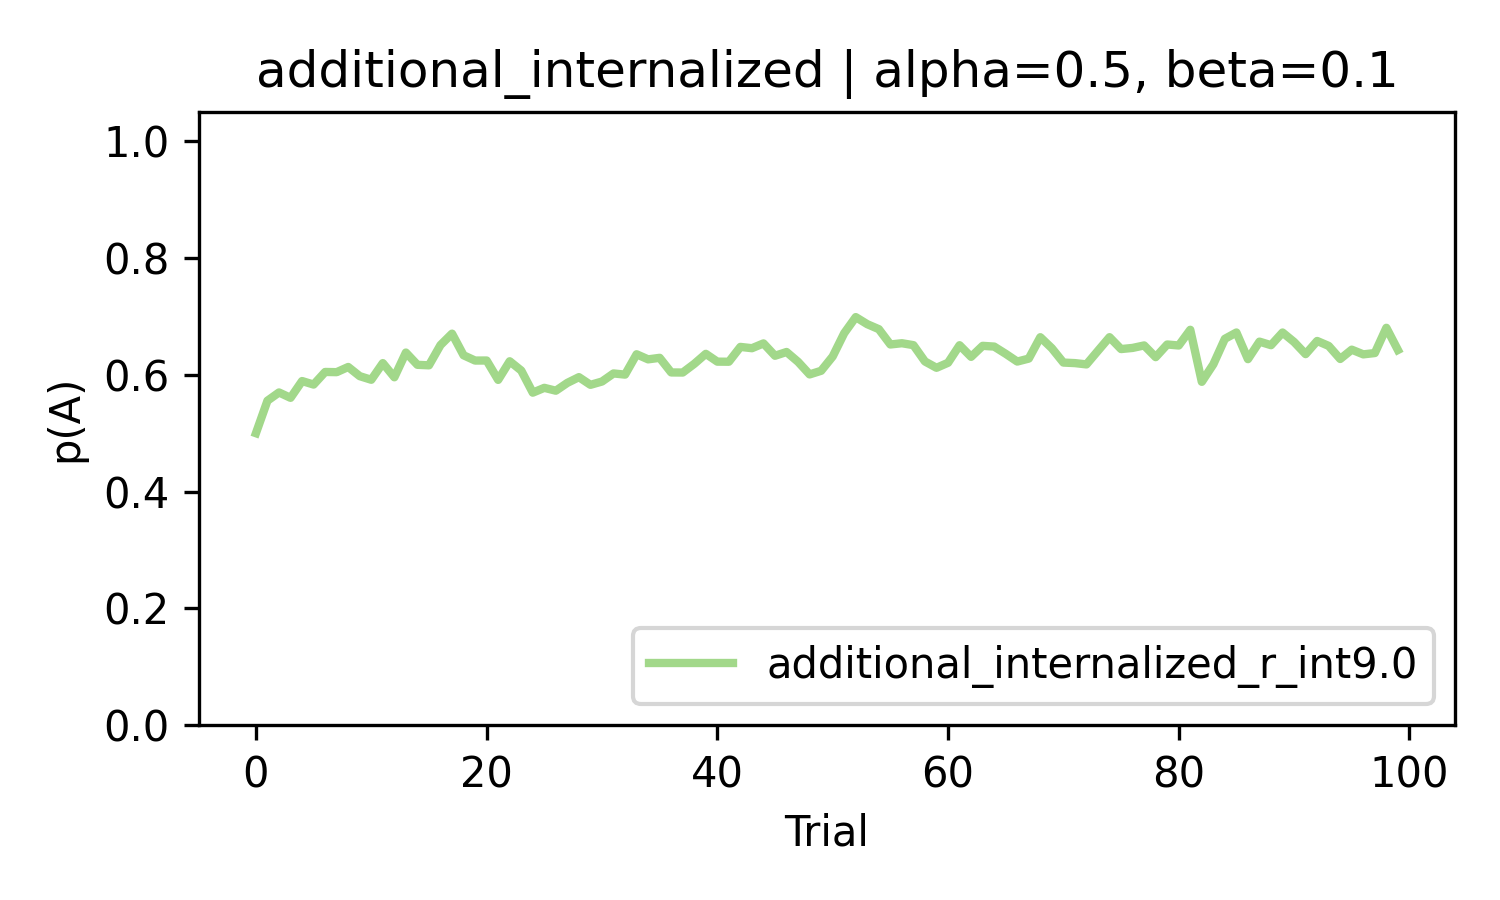 additional_internalized | alpha=0.5, beta=0.1
1.0
0.8
0.6
0.4
0.2
0.0
p(A)
additional_internalized_r_int9.0
0 20 40 60 80 100
Trial